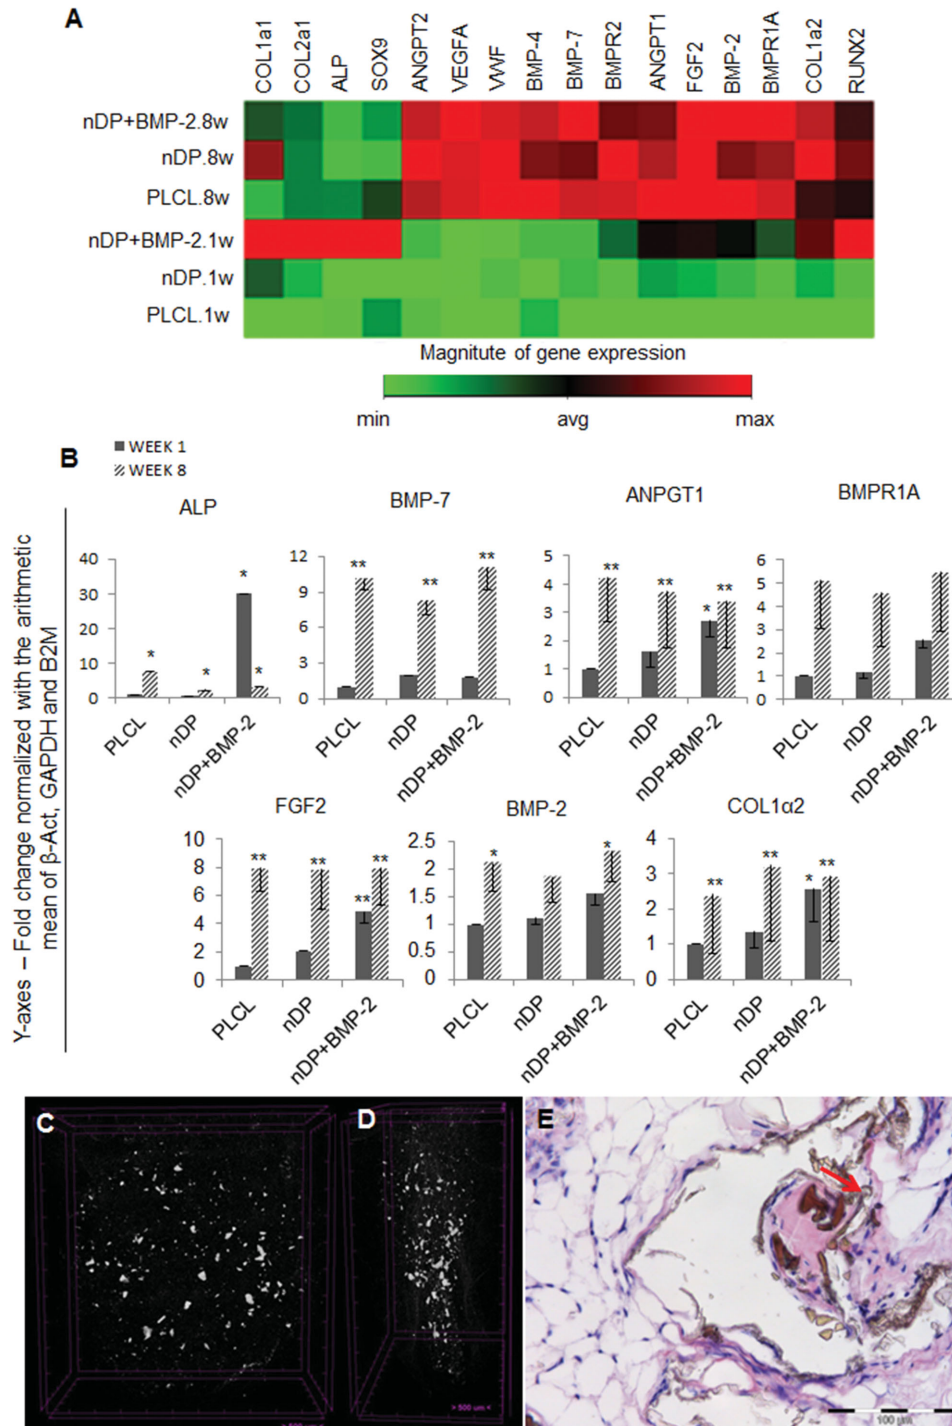 A
COL1a1 COL2a1 ALP SOX9 ANGPT2 VEGFA VWF BMP-4 BMP-7 BMPR2 ANGPT1 FGF2 BMP-2 BMPR1A COL1a2 RUNX2
nDP+BMP-2.8w
nDP.8w
PLCL.8w
nDP+BMP-2.1w
nDP.1w
PLCL.1w
Magnitute of gene expression
min avg max
B
WEEK 1
WEEK 8
Y-axes – Fold change normalized with the arithmetic
mean of β-Act, GAPDH and B2M
ALP
40
30
20
10
0
* * * *
PLCL nDP nDP+BMP-2
BMP-7
12
9
6
3
0
** ** **
PLCL nDP nDP+BMP-2
ANPGT1
5
4
3
2
1
0
** ** * **
PLCL nDP nDP+BMP-2
BMPR1A
6
5
4
3
2
1
0
PLCL nDP nDP+BMP-2
FGF2
10
8
6
4
2
0
** ** ** **
PLCL nDP nDP+BMP-2
BMP-2
2.5
2
1.5
1
0.5
0
* *
PLCL nDP nDP+BMP-2
COL1α2
4
3
2
1
0
** ** * **
PLCL nDP nDP+BMP-2
C
D
> 500 um <
E
100 µm